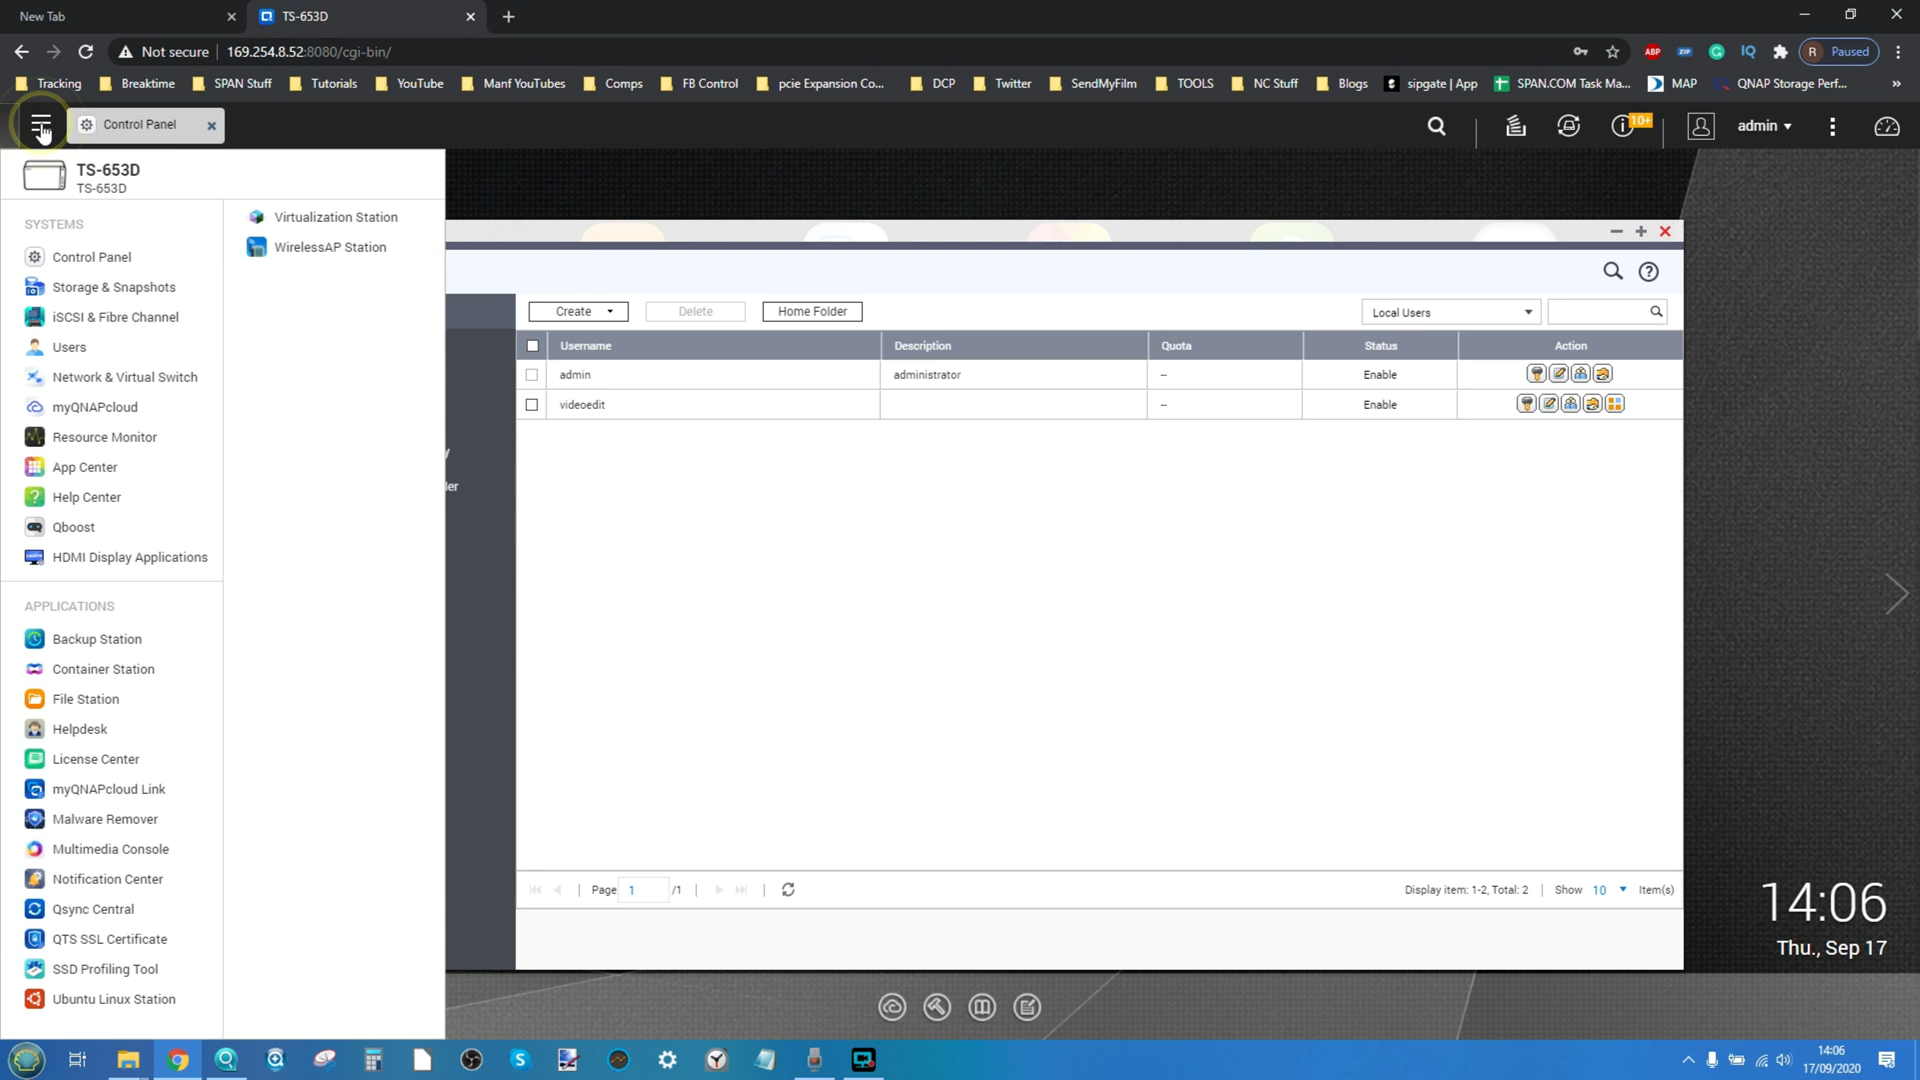 New Tab
TS-653D
Not secure
169.254.8.52:8080/cgi-bin/
ABP
ZIP
IQ
R Paused
Tracking
Breaktime
SPAN Stuff
Tutorials
YouTube
Manf YouTubes
Comps
FB Control
pcie Expansion Co...
DCP
Twitter
SendMyFilm
TOOLS
NC Stuff
Blogs
sipgate | App
SPAN.COM Task Ma...
MAP
QNAP Storage Perf...
»
Control Panel
10+
admin
TS-653D
TS-653D
SYSTEMS
Control Panel
Storage & Snapshots
iSCSI & Fibre Channel
Users
Network & Virtual Switch
myQNAPcloud
Resource Monitor
App Center
Help Center
Qboost
HDMI Display Applications
APPLICATIONS
Backup Station
Container Station
File Station
Helpdesk
License Center
myQNAPcloud Link
Malware Remover
Multimedia Console
Notification Center
Qsync Central
QTS SSL Certificate
SSD Profiling Tool
Ubuntu Linux Station
Virtualization Station
WirelessAP Station
y
ler
Create
Delete
Home Folder
Local Users
Username Description Quota Status Action
admin administrator -- Enable
videoedit -- Enable
Page 1 /1
Display item: 1-2, Total: 2 | Show 10 Item(s)
14:06
Thu., Sep 17
14:06
17/09/2020